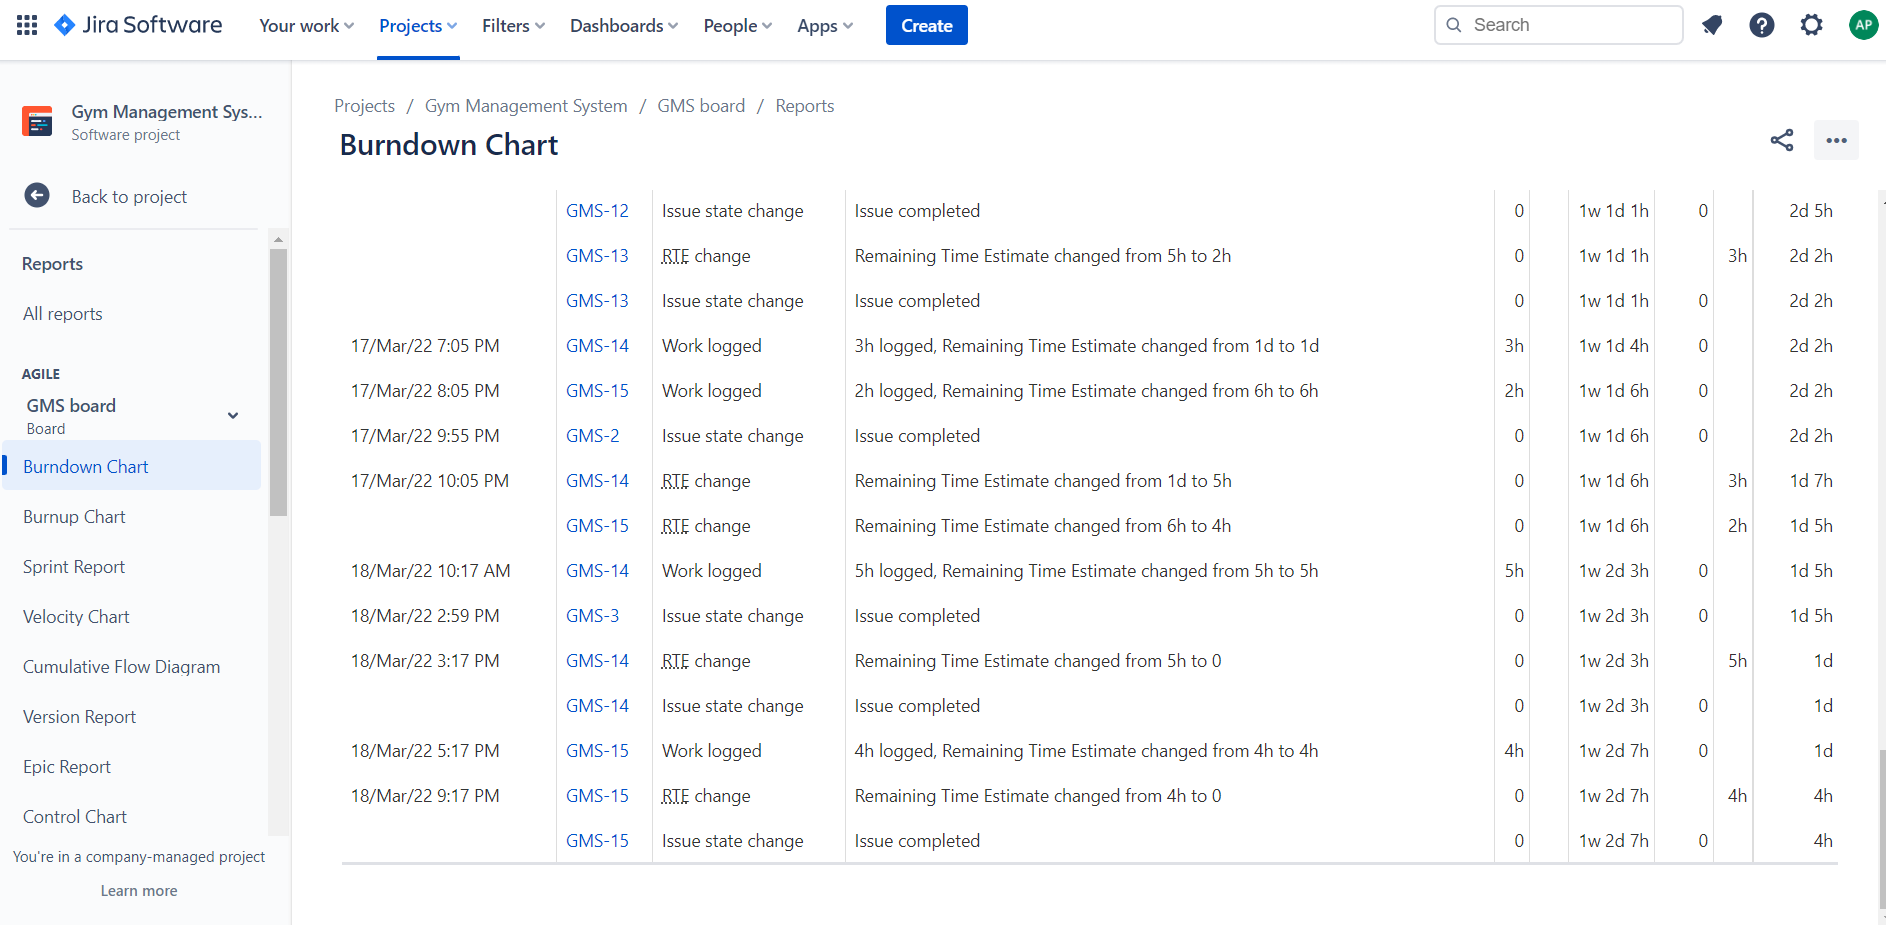 Jira Software Your work Projects Filters Dashboards People Apps Create Search AP
Gym Management Sys...
Software project
Back to project
Reports
All reports
AGILE
GMS board
Board
Burndown Chart
Burnup Chart
Sprint Report
Velocity Chart
Cumulative Flow Diagram
Version Report
Epic Report
Control Chart
You're in a company-managed project
Learn more
Projects / Gym Management System / GMS board / Reports
Burndown Chart
GMS-12 Issue state change Issue completed 0 1w 1d 1h 0 2d 5h
GMS-13 RTE change Remaining Time Estimate changed from 5h to 2h 0 1w 1d 1h 3h 2d 2h
GMS-13 Issue state change Issue completed 0 1w 1d 1h 0 2d 2h
17/Mar/22 7:05 PM GMS-14 Work logged 3h logged, Remaining Time Estimate changed from 1d to 1d 3h 1w 1d 4h 0 2d 2h
17/Mar/22 8:05 PM GMS-15 Work logged 2h logged, Remaining Time Estimate changed from 6h to 6h 2h 1w 1d 6h 0 2d 2h
17/Mar/22 9:55 PM GMS-2 Issue state change Issue completed 0 1w 1d 6h 0 2d 2h
17/Mar/22 10:05 PM GMS-14 RTE change Remaining Time Estimate changed from 1d to 5h 0 1w 1d 6h 3h 1d 7h
GMS-15 RTE change Remaining Time Estimate changed from 6h to 4h 0 1w 1d 6h 2h 1d 5h
18/Mar/22 10:17 AM GMS-14 Work logged 5h logged, Remaining Time Estimate changed from 5h to 5h 5h 1w 2d 3h 0 1d 5h
18/Mar/22 2:59 PM GMS-3 Issue state change Issue completed 0 1w 2d 3h 0 1d 5h
18/Mar/22 3:17 PM GMS-14 RTE change Remaining Time Estimate changed from 5h to 0 0 1w 2d 3h 5h 1d
GMS-14 Issue state change Issue completed 0 1w 2d 3h 0 1d
18/Mar/22 5:17 PM GMS-15 Work logged 4h logged, Remaining Time Estimate changed from 4h to 4h 4h 1w 2d 7h 0 1d
18/Mar/22 9:17 PM GMS-15 RTE change Remaining Time Estimate changed from 4h to 0 0 1w 2d 7h 4h 4h
GMS-15 Issue state change Issue completed 0 1w 2d 7h 0 4h